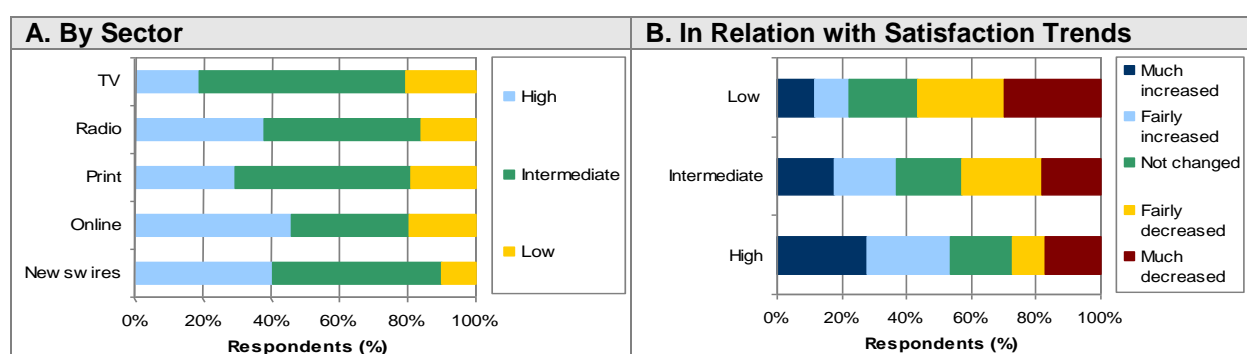 A. By Sector
TV
Radio
Print
Online
New sw ires
0% 20% 40% 60% 80% 100%
Respondents (%)
High
Intermediate
Low
B. In Relation with Satisfaction Trends
Low
Intermediate
High
0% 20% 40% 60% 80% 100%
Respondents (%)
Much
increased
Fairly
increased
Not changed
Fairly
decreased
Much
decreased